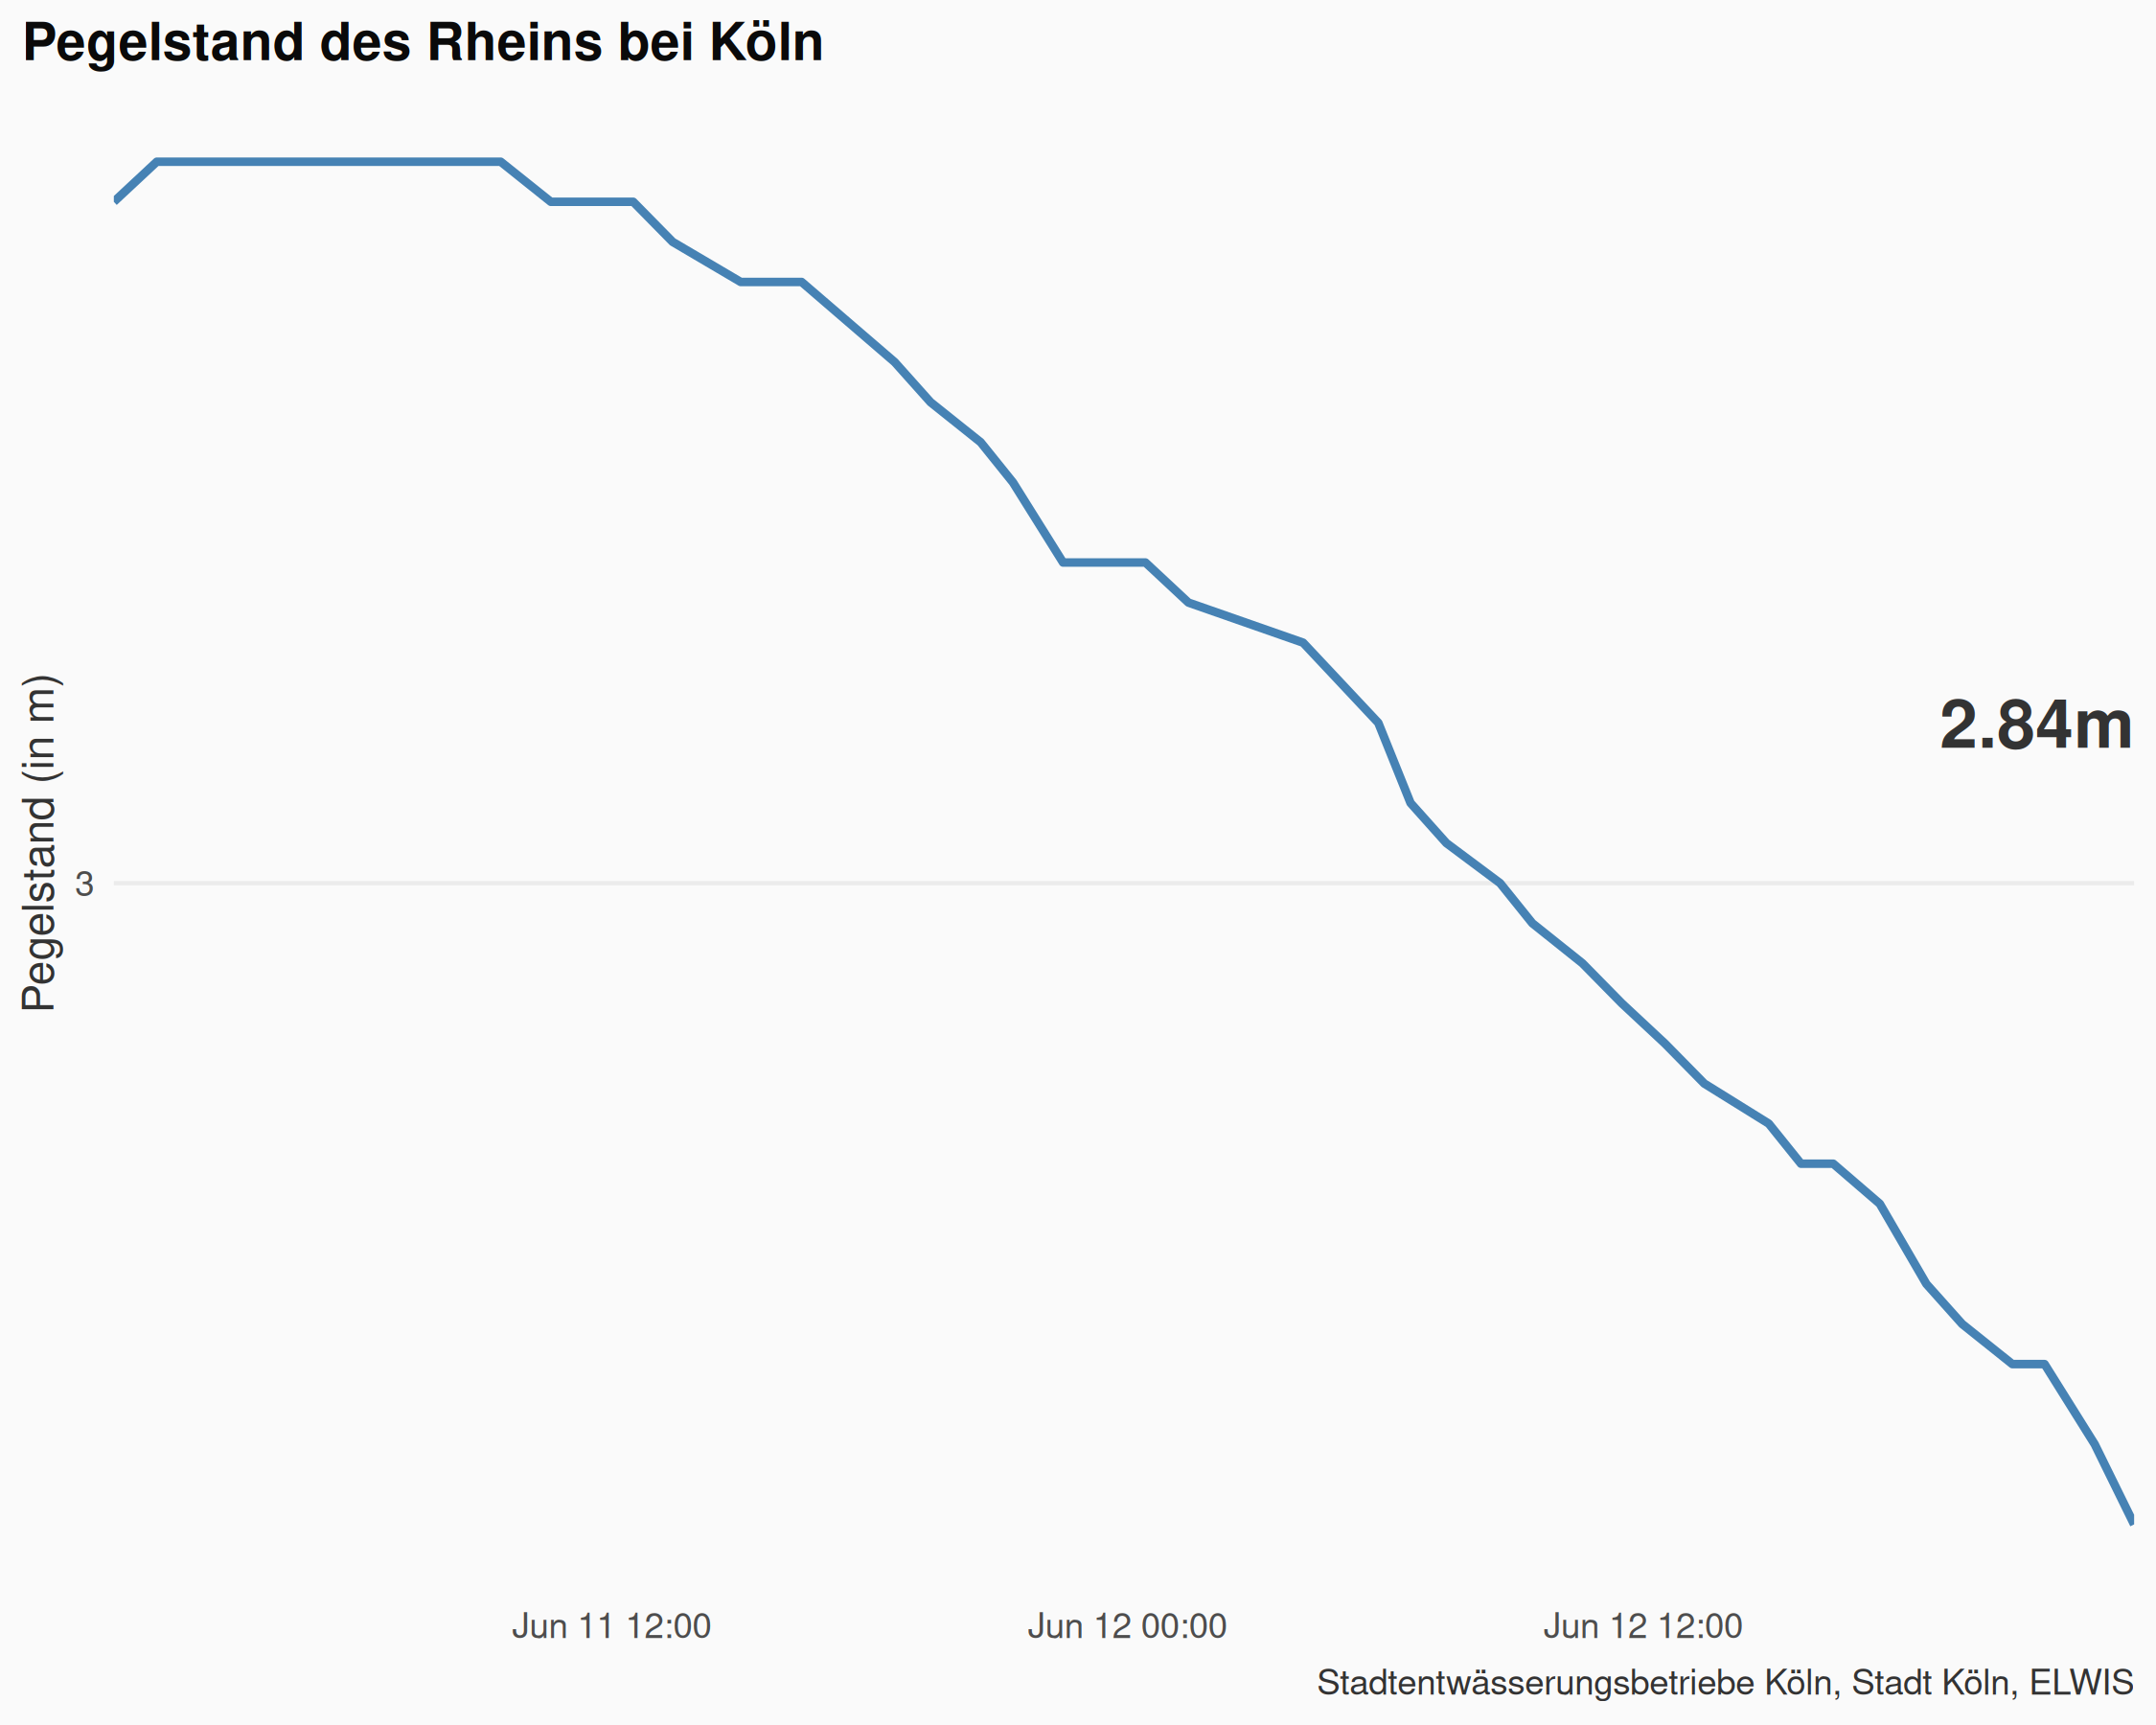 Pegelstand des Rheins bei Köln
Pegelstand (in m)
2.84m
3
Jun 11 12:00
Jun 12 00:00
Jun 12 12:00
Stadtentwässerungsbetriebe Köln, Stadt Köln, ELWIS